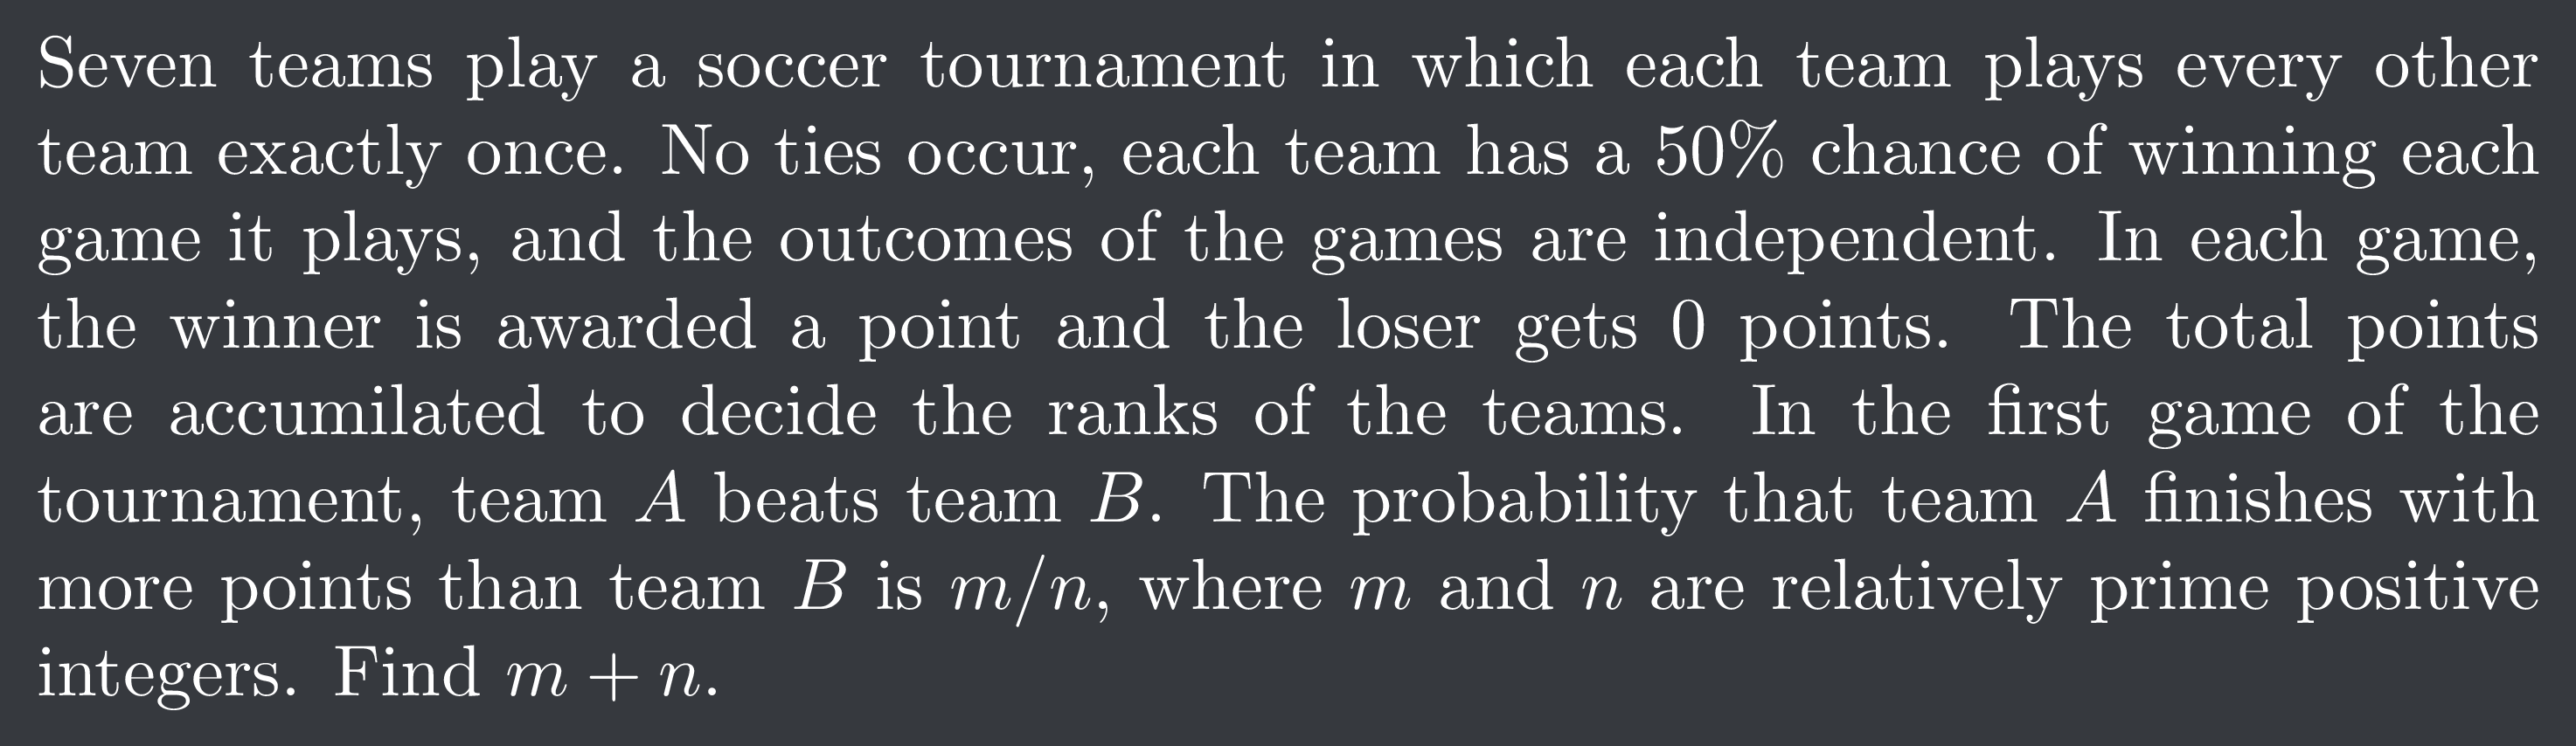 Seven teams play a soccer tournament in which each team plays every other
team exactly once. No ties occur, each team has a 50% chance of winning each
game it plays, and the outcomes of the games are independent. In each game,
the winner is awarded a point and the loser gets 0 points. The total points
are accumilated to decide the ranks of the teams. In the first game of the
tournament, team A beats team B. The probability that team A finishes with
more points than team B is m/n, where m and n are relatively prime positive
integers. Find m + n.